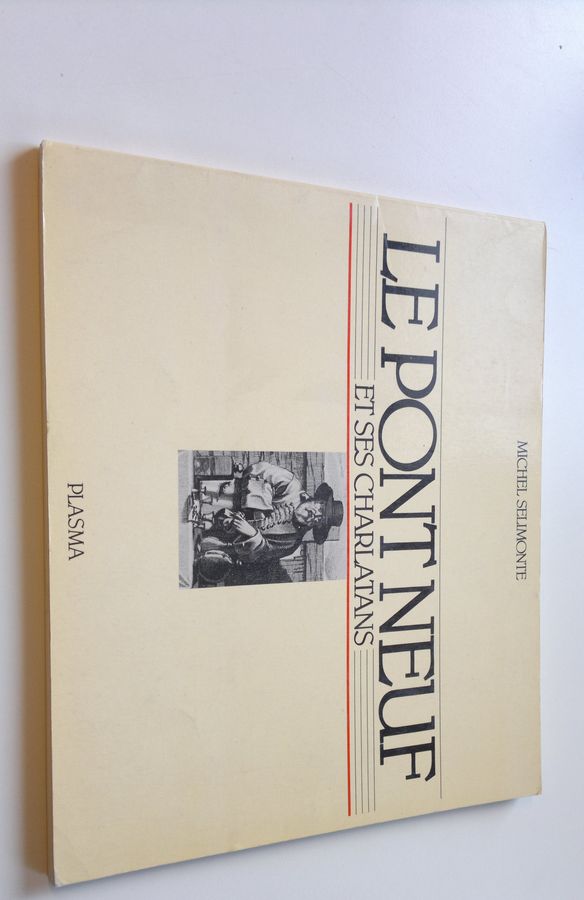 MICHEL SELIMONTE
LE PONT NEUF
ET SES CHARLATANS
PLASMA